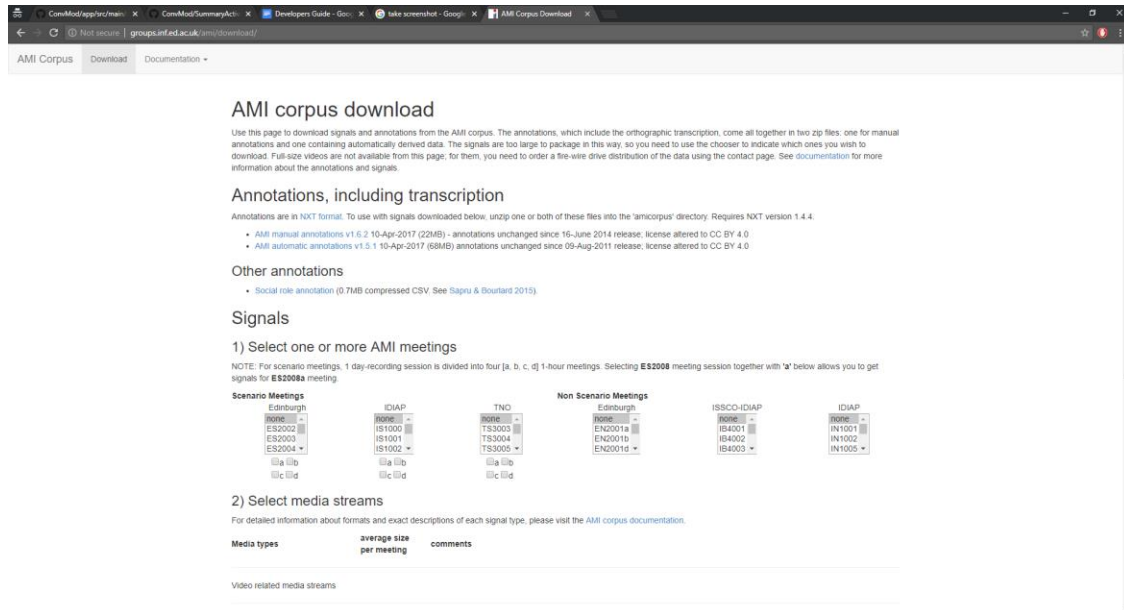 ConvMod/app/src/main
ConvMod/SummaryActi
Developers Guide - Goog
take screenshot - Google
AMI Corpus Download
Not secure | groups.inf.ed.ac.uk/ami/download/
AMI Corpus Download Documentation
AMI corpus download
Use this page to download signals and annotations from the AMI corpus. The annotations, which include the orthographic transcription, come all together in two zip files: one for manual
annotations and one containing automatically derived data. The signals are too large to package in this way, so you need to use the chooser to indicate which ones you wish to
download. Full-size videos are not available from this page; for them, you need to order a fire-wire drive distribution of the data using the contact page. See documentation for more
information about the annotations and signals.
Annotations, including transcription
Annotations are in NXT format. To use with signals downloaded below, unzip one or both of these files into the 'amicorpus' directory. Requires NXT version 1.4.4.
AMI manual annotations v1.6.2 10-Apr-2017 (22MB) - annotations unchanged since 16-June 2014 release; license altered to CC BY 4.0
AMI automatic annotations v1.5.1 10-Apr-2017 (68MB) annotations unchanged since 09-Aug-2011 release; license altered to CC BY 4.0
Other annotations
Social role annotation (0.7MB compressed CSV. See Sapru & Bourlard 2015).
Signals
1) Select one or more AMI meetings
NOTE: For scenario meetings, 1 day-recording session is divided into four [a, b, c, d] 1-hour meetings. Selecting ES2008 meeting session together with 'a' below allows you to get
signals for ES2008a meeting.
Scenario Meetings Non Scenario Meetings
Edinburgh IDIAP TNO Edinburgh ISSCO-IDIAP IDIAP
none none none none none none
ES2002 IS1000 TS3003 EN2001a IB4001 IN1001
ES2003 IS1001 TS3004 EN2001b IB4002 IN1002
ES2004 IS1002 TS3005 EN2001d IB4003 IN1005
a b a b a b
c d c d c d
2) Select media streams
For detailed information about formats and exact descriptions of each signal type, please visit the AMI corpus documentation.
Media types average size comments
per meeting
Video related media streams